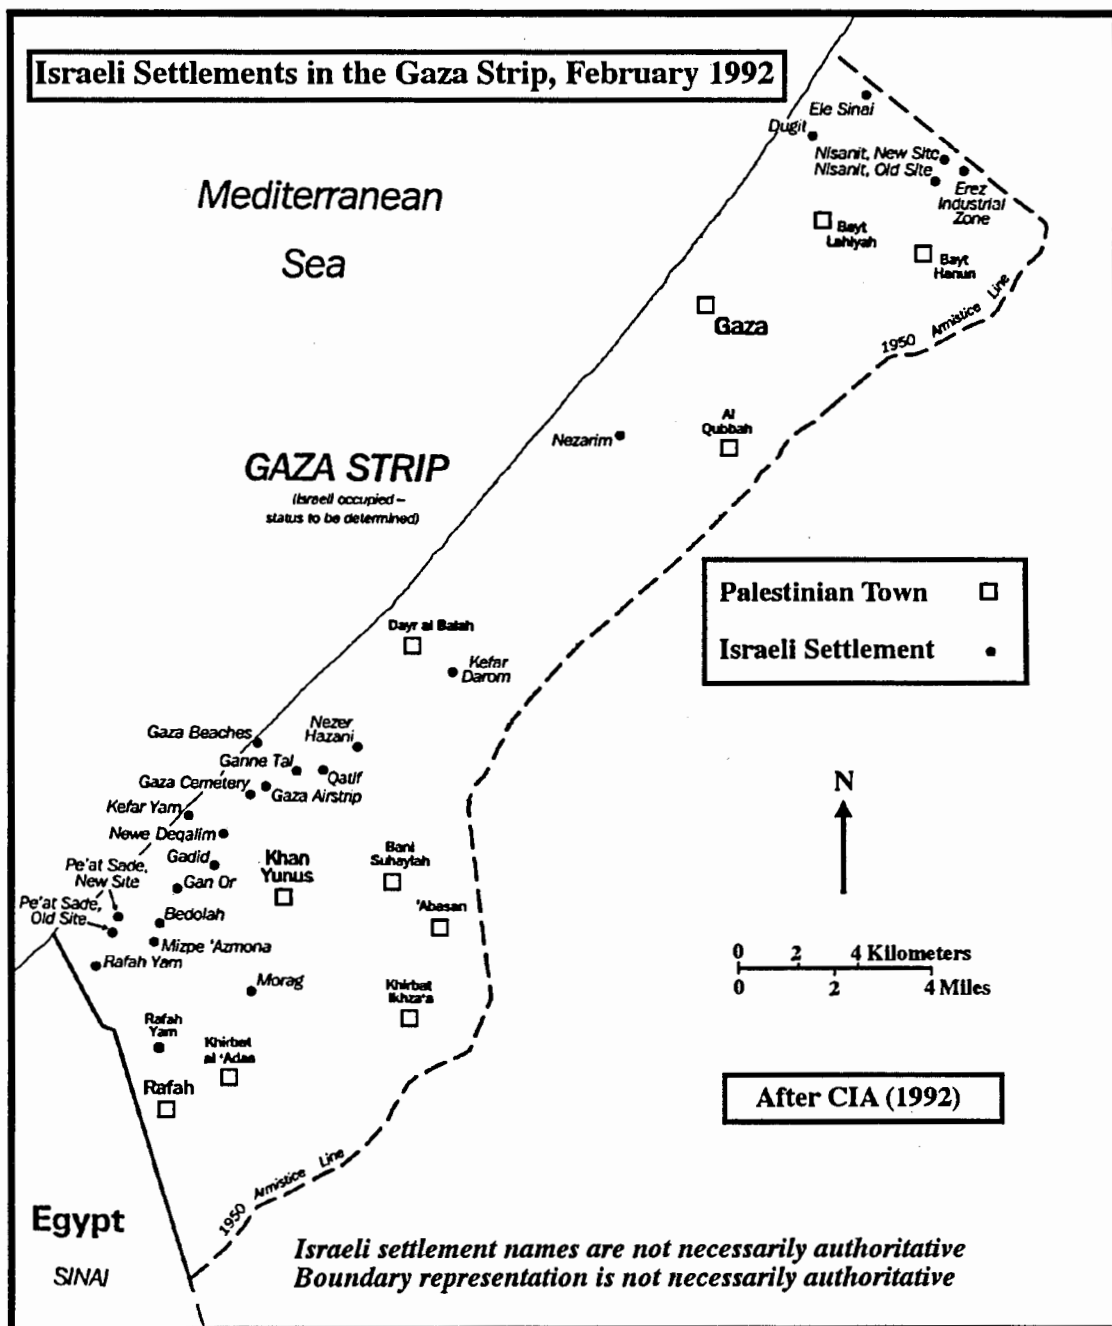 Israeli Settlements in the Gaza Strip, February 1992
Ele Sinai
Dugit
Nisanit, New Site
Nisanit, Old Site
Erez
Industrial
Zone
Mediterranean
Sea
Bayt
Lahiyah
Bayt
Hanun
Gaza
1950 Armistice Line
Al
Qubbah
Nezarim
GAZA STRIP
(Israeli occupied –
status to be determined)
Palestinian Town
Israeli Settlement
Dayr al Balah
Kefar
Darom
Gaza Beaches
Nezer
Hazani
Ganne Tal
Qatif
Gaza Cemetery
Gaza Airstrip
Kefar Yam
Newe Deqalim
Gadid
Pe'at Sade,
New Site
Gan Or
Khan
Yunus
Bani
Suhaylah
Pe'at Sade,
Old Site
Bedolah
'Abasan
Mizpe 'Azmona
Rafah Yam
Morag
Khirbat
Ikhza'a
Rafah
Yam
Khirbat
al 'Adas
Rafah
N
0 2 4 Kilometers
0 2 4 Miles
After CIA (1992)
1950 Armistice Line
Egypt
SINAI
Israeli settlement names are not necessarily authoritative
Boundary representation is not necessarily authoritative